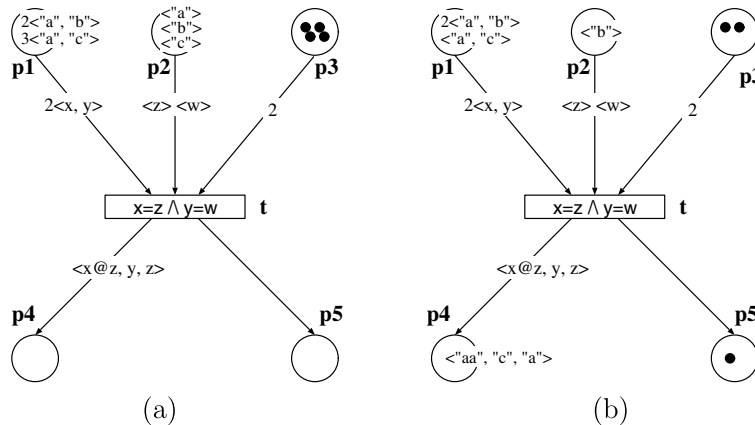 2<"a", "b">
3<"a", "c">
<"a">
<"b">
<"c">
p1
p2
p3
2<x, y>
<z> <w>
2
x=z /\ y=w
t
<x@z, y, z>
p4
p5
(a)
2<"a", "b">
<"a", "c">
<"b">
p1
p2
p3
2<x, y>
<z> <w>
2
x=z /\ y=w
t
<x@z, y, z>
p4
p5
<"aa", "c", "a">
(b)